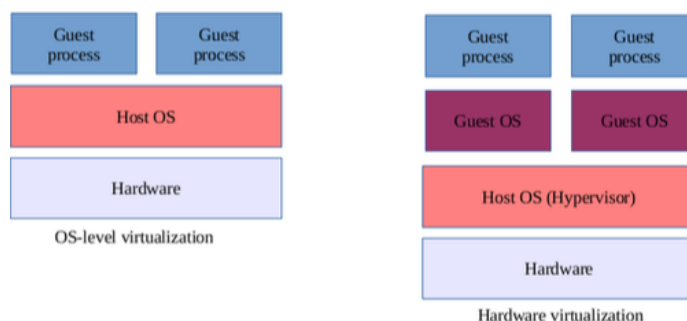 Guest
process
Guest
process
Host OS
Hardware
OS-level virtualization
Guest
process
Guest
process
Guest OS
Guest OS
Host OS (Hypervisor)
Hardware
Hardware virtualization